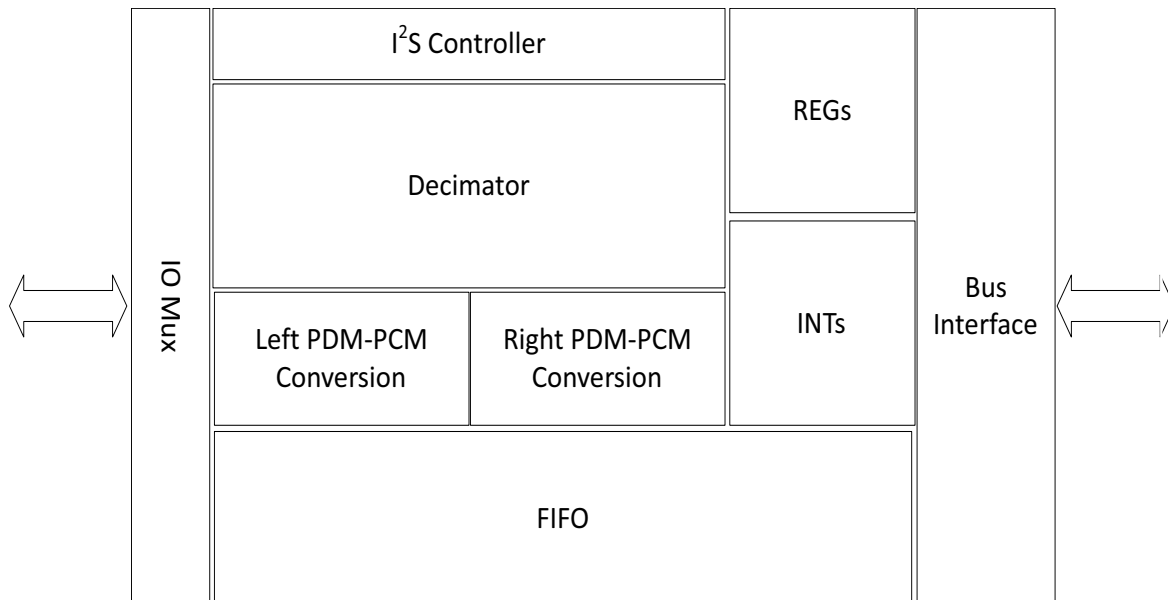 I²S Controller
REGs
Decimator
IO Mux
Left PDM-PCM
Conversion
Right PDM-PCM
Conversion
INTs
Bus
Interface
FIFO